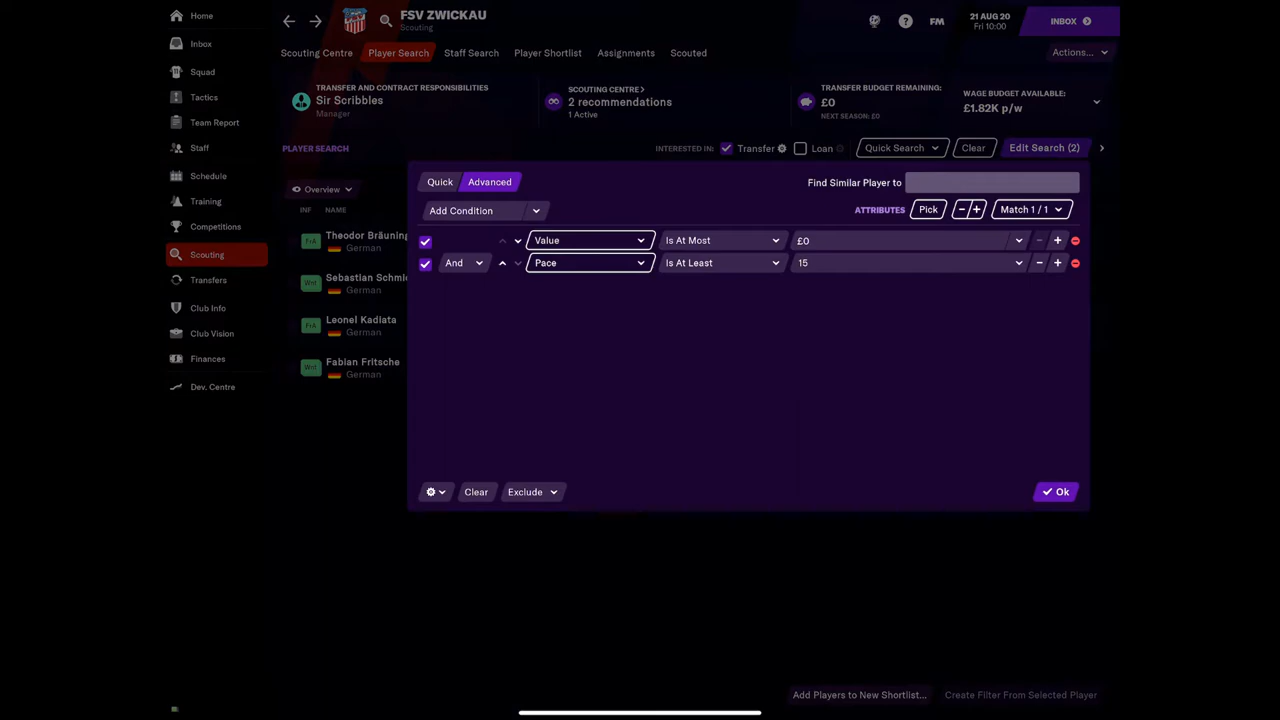 Home
Inbox
Squad
Tactics
Team Report
Staff
Schedule
Training
Competitions
Scouting
Transfers
Club Info
Club Vision
Finances
Dev. Centre
FSV ZWICKAU
Scouting
FM
21 AUG 20
Fri 10:00
INBOX
Scouting Centre
Player Search
Staff Search
Player Shortlist
Assignments
Scouted
Actions...
TRANSFER AND CONTRACT RESPONSIBILITIES
Sir Scribbles
Manager
SCOUTING CENTRE >
2 recommendations
1 Active
TRANSFER BUDGET REMAINING:
£0
NEXT SEASON: £0
WAGE BUDGET AVAILABLE:
£1.82K p/w
PLAYER SEARCH
INTERESTED IN:
Transfer
Loan
Quick Search
Clear
Edit Search (2)
Overview
INF NAME
FrA Theodor Bräuning
German
Wnt Sebastian Schmid
German
FrA Leonel Kadiata
German
Wnt Fabian Fritsche
German
Quick
Advanced
Find Similar Player to
Add Condition
ATTRIBUTES
Pick
− / +
Match 1 / 1
Value Is At Most £0 − +
And Pace Is At Least 15 − +
Clear
Exclude
Ok
Add Players to New Shortlist...
Create Filter From Selected Player